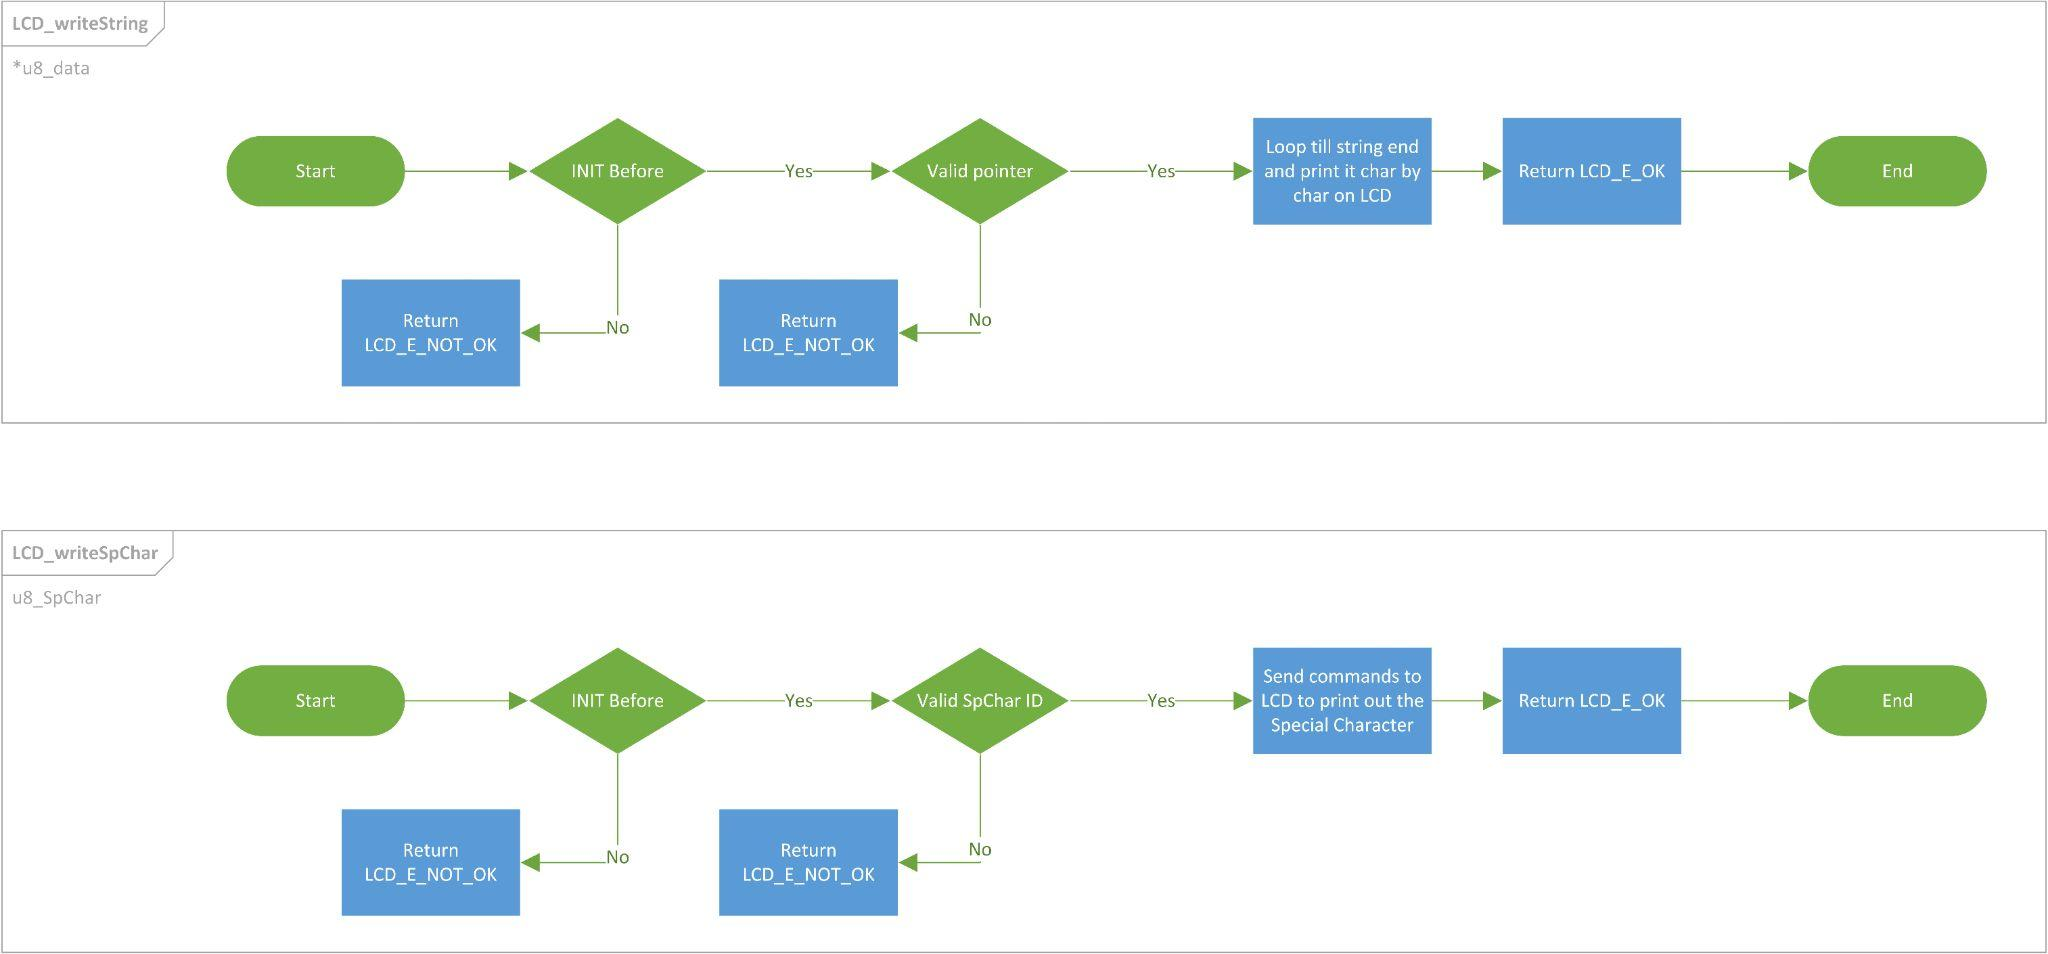 LCD_writeString
*u8_data
Start
INIT Before
Yes
Valid pointer
Yes
Loop till string end
and print it char by
char on LCD
Return LCD_E_OK
End
Return
LCD_E_NOT_OK
No
Return
LCD_E_NOT_OK
No
LCD_writeSpChar
u8_SpChar
Start
INIT Before
Yes
Valid SpChar ID
Yes
Send commands to
LCD to print out the
Special Character
Return LCD_E_OK
End
Return
LCD_E_NOT_OK
No
Return
LCD_E_NOT_OK
No